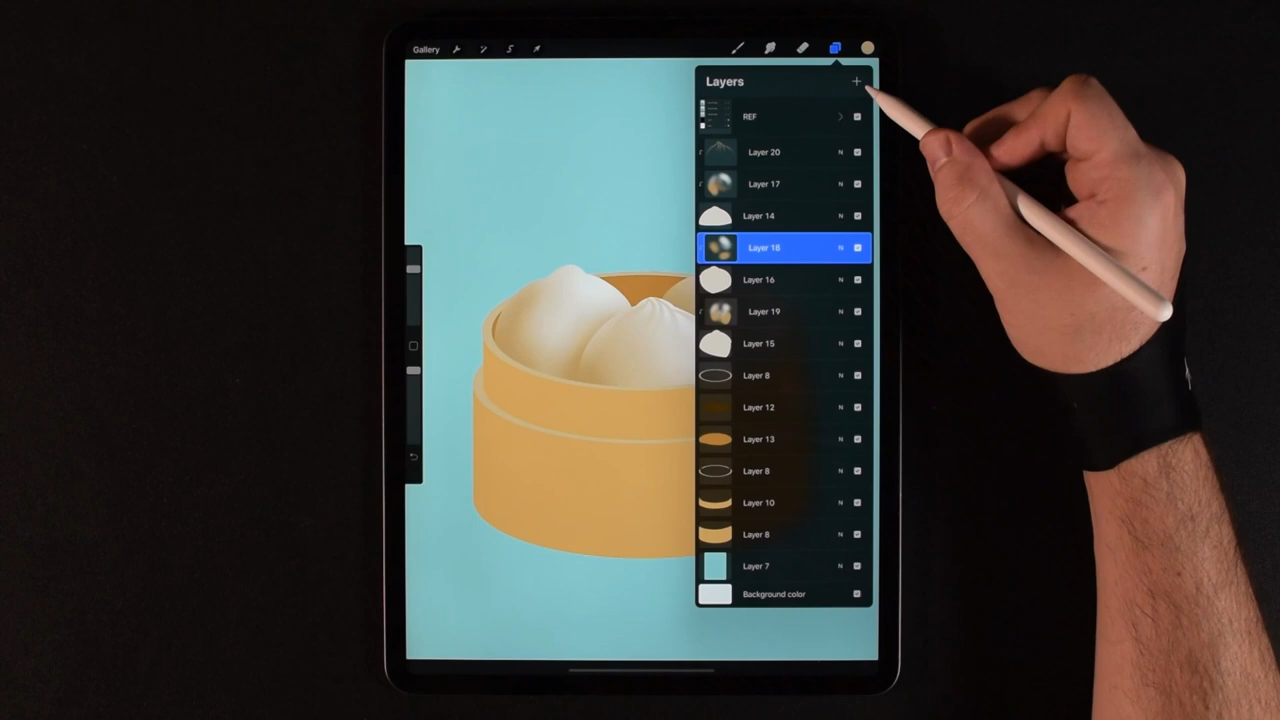 Gallery
Layers
REF
Layer 20 N
Layer 17 N
Layer 14 N
Layer 18 N
Layer 16 N
Layer 19 N
Layer 15 N
Layer 8 N
Layer 12 N
Layer 13 N
Layer 8 N
Layer 10 N
Layer 8 N
Layer 7 N
Background color